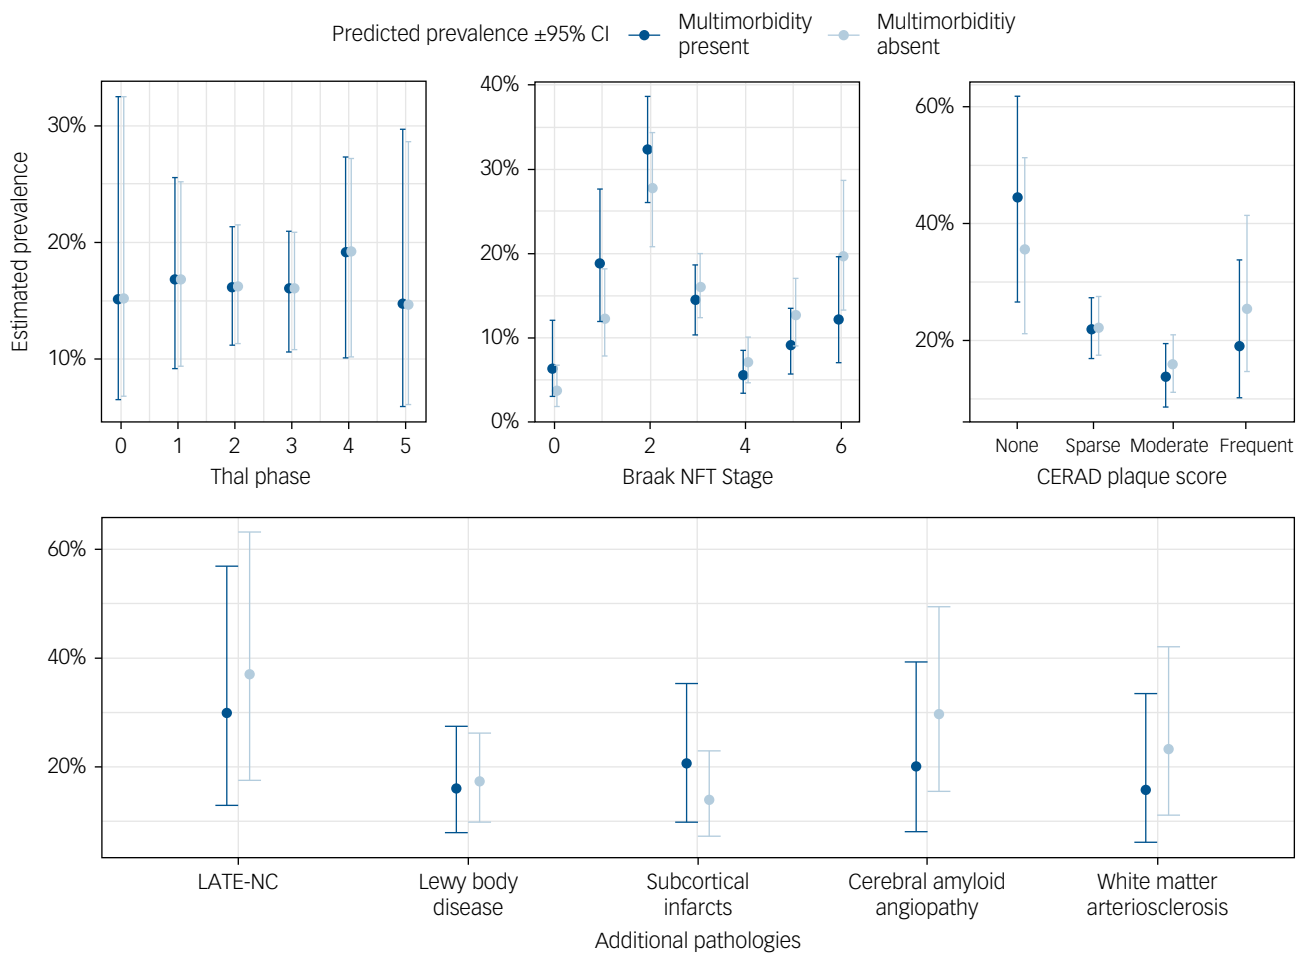 Predicted prevalence ±95% CI
Multimorbidity
present
Multimorbiditiy
absent
Estimated prevalence
30%
20%
10%
0
1
2
3
4
5
Thal phase
40%
30%
20%
10%
0%
0
2
4
6
Braak NFT Stage
60%
40%
20%
None
Sparse
Moderate
Frequent
CERAD plaque score
60%
40%
20%
LATE-NC
Lewy body
disease
Subcortical
infarcts
Cerebral amyloid
angiopathy
White matter
arteriosclerosis
Additional pathologies